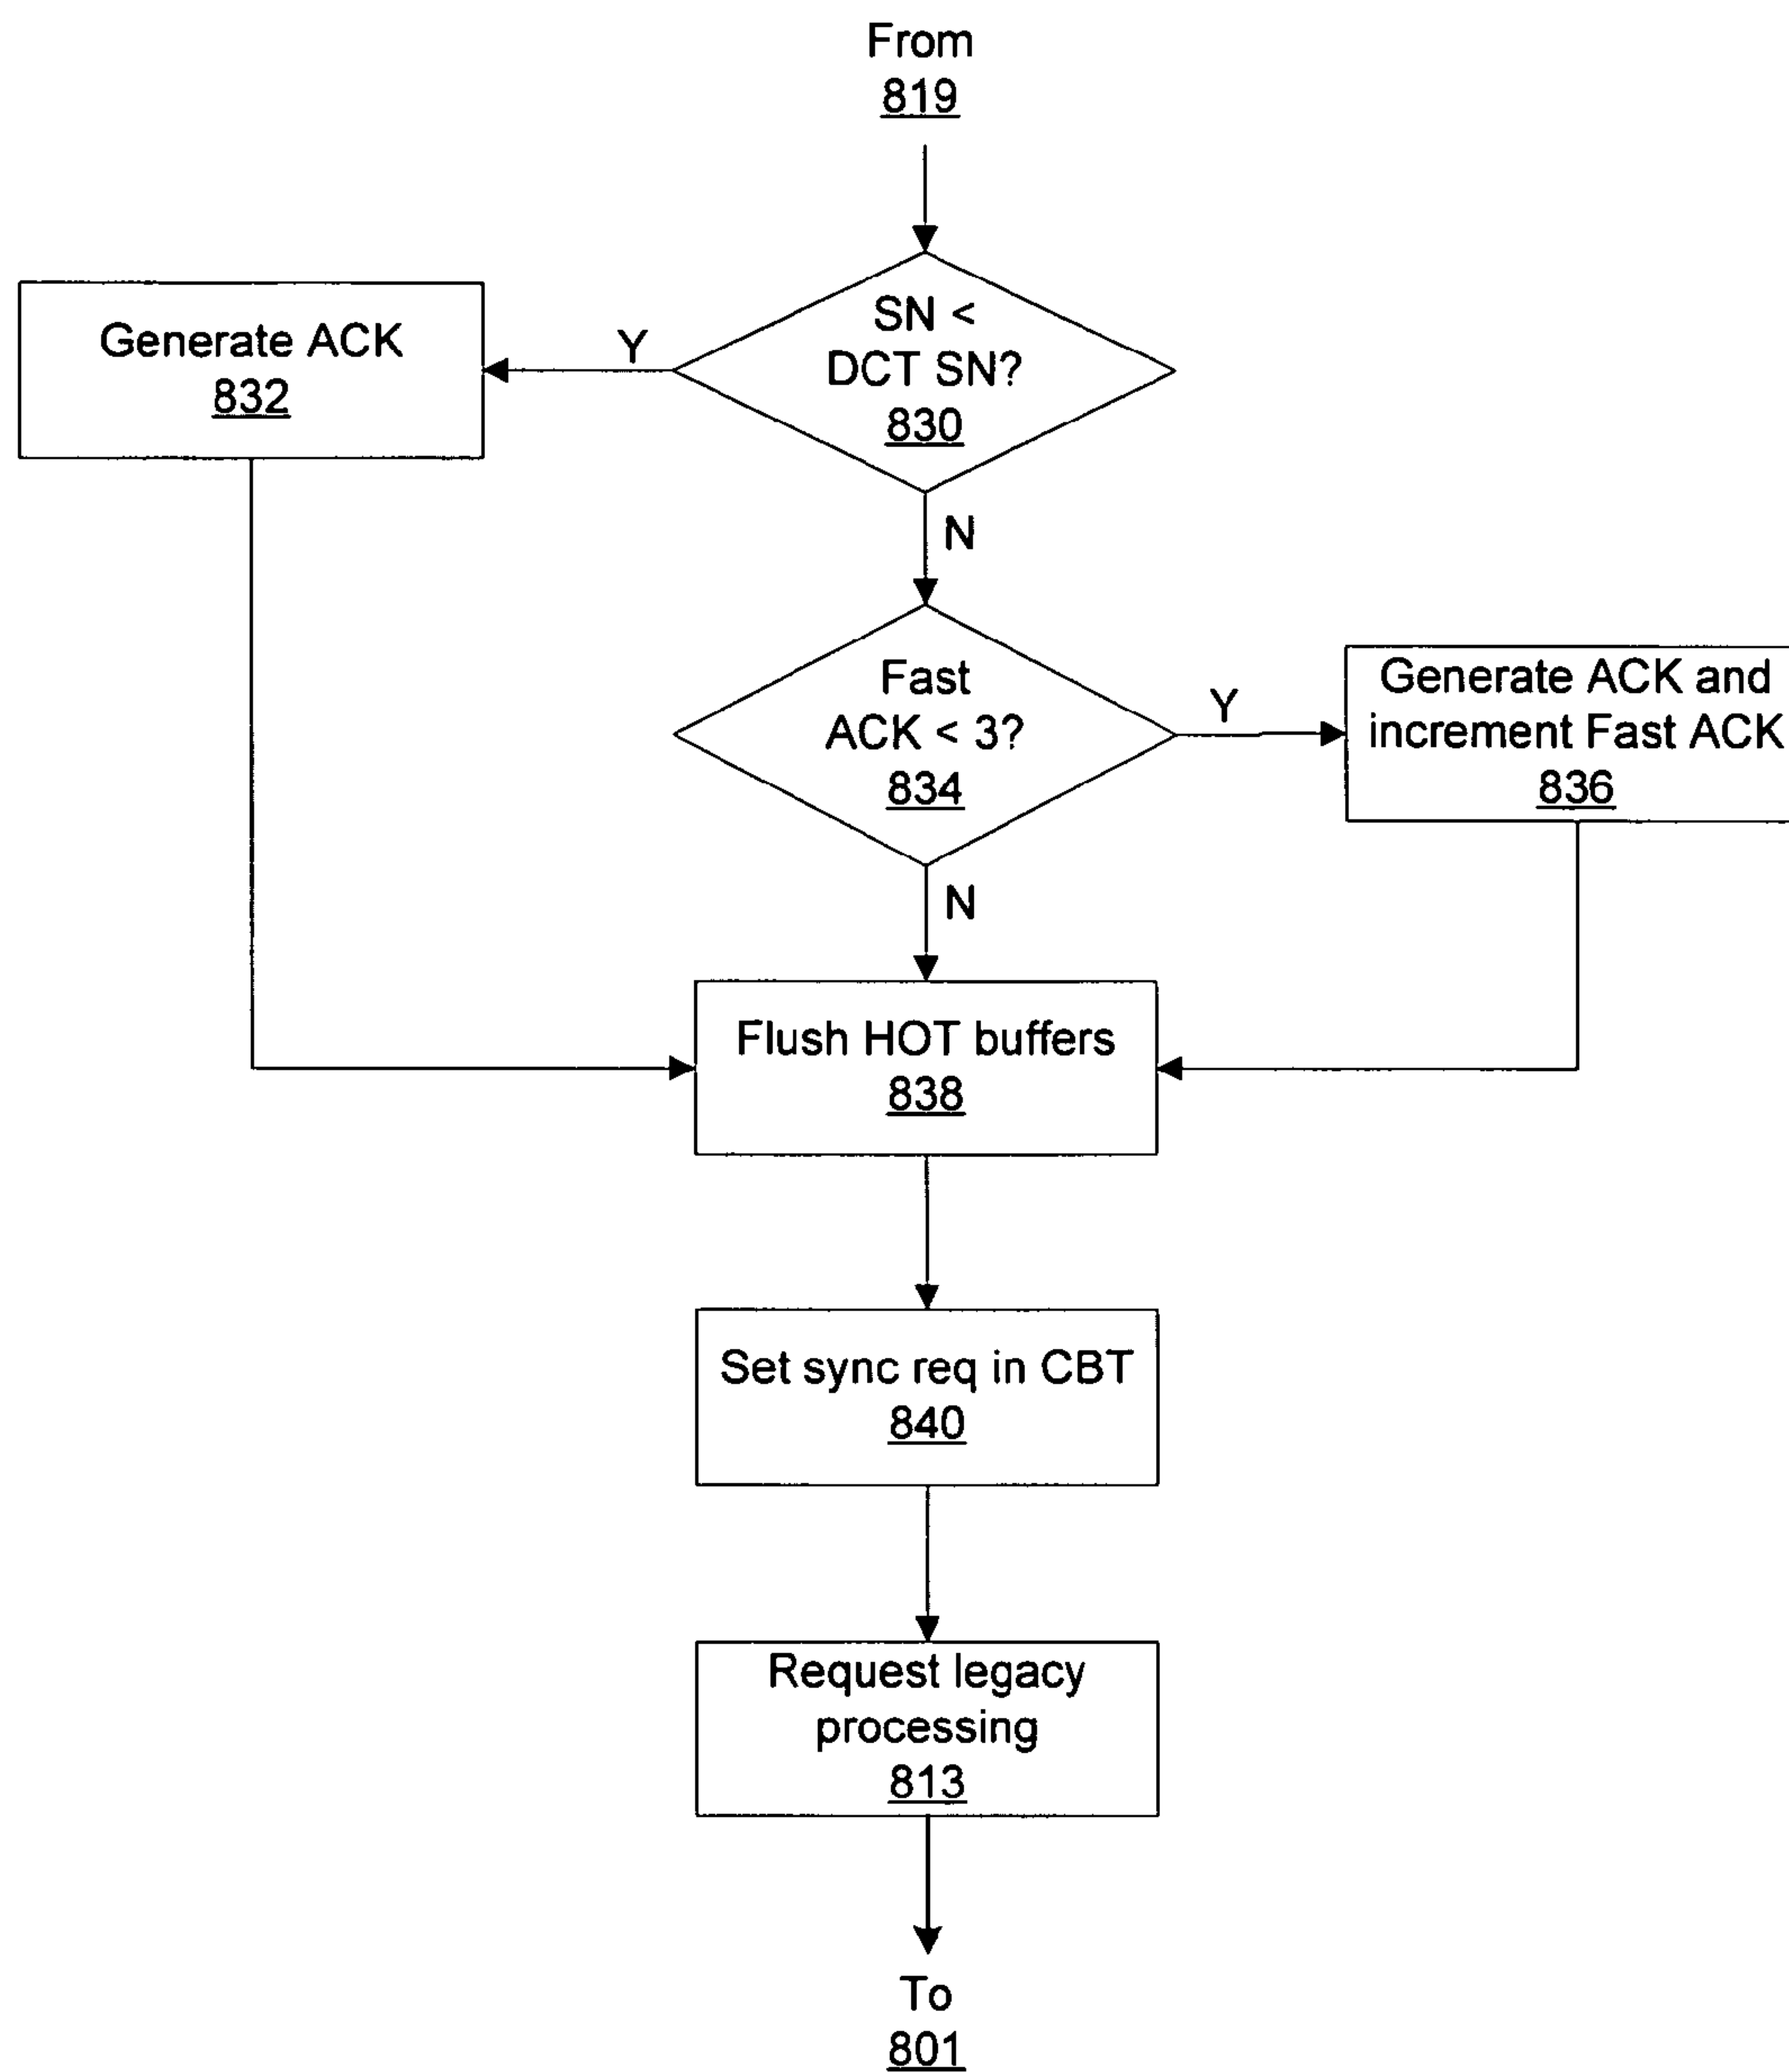 From
819
SN <
DCT SN?
830
Y
Generate ACK
832
N
Fast
ACK < 3?
834
Y
Generate ACK and
increment Fast ACK
836
N
Flush HOT buffers
838
Set sync req in CBT
840
Request legacy
processing
813
To
801